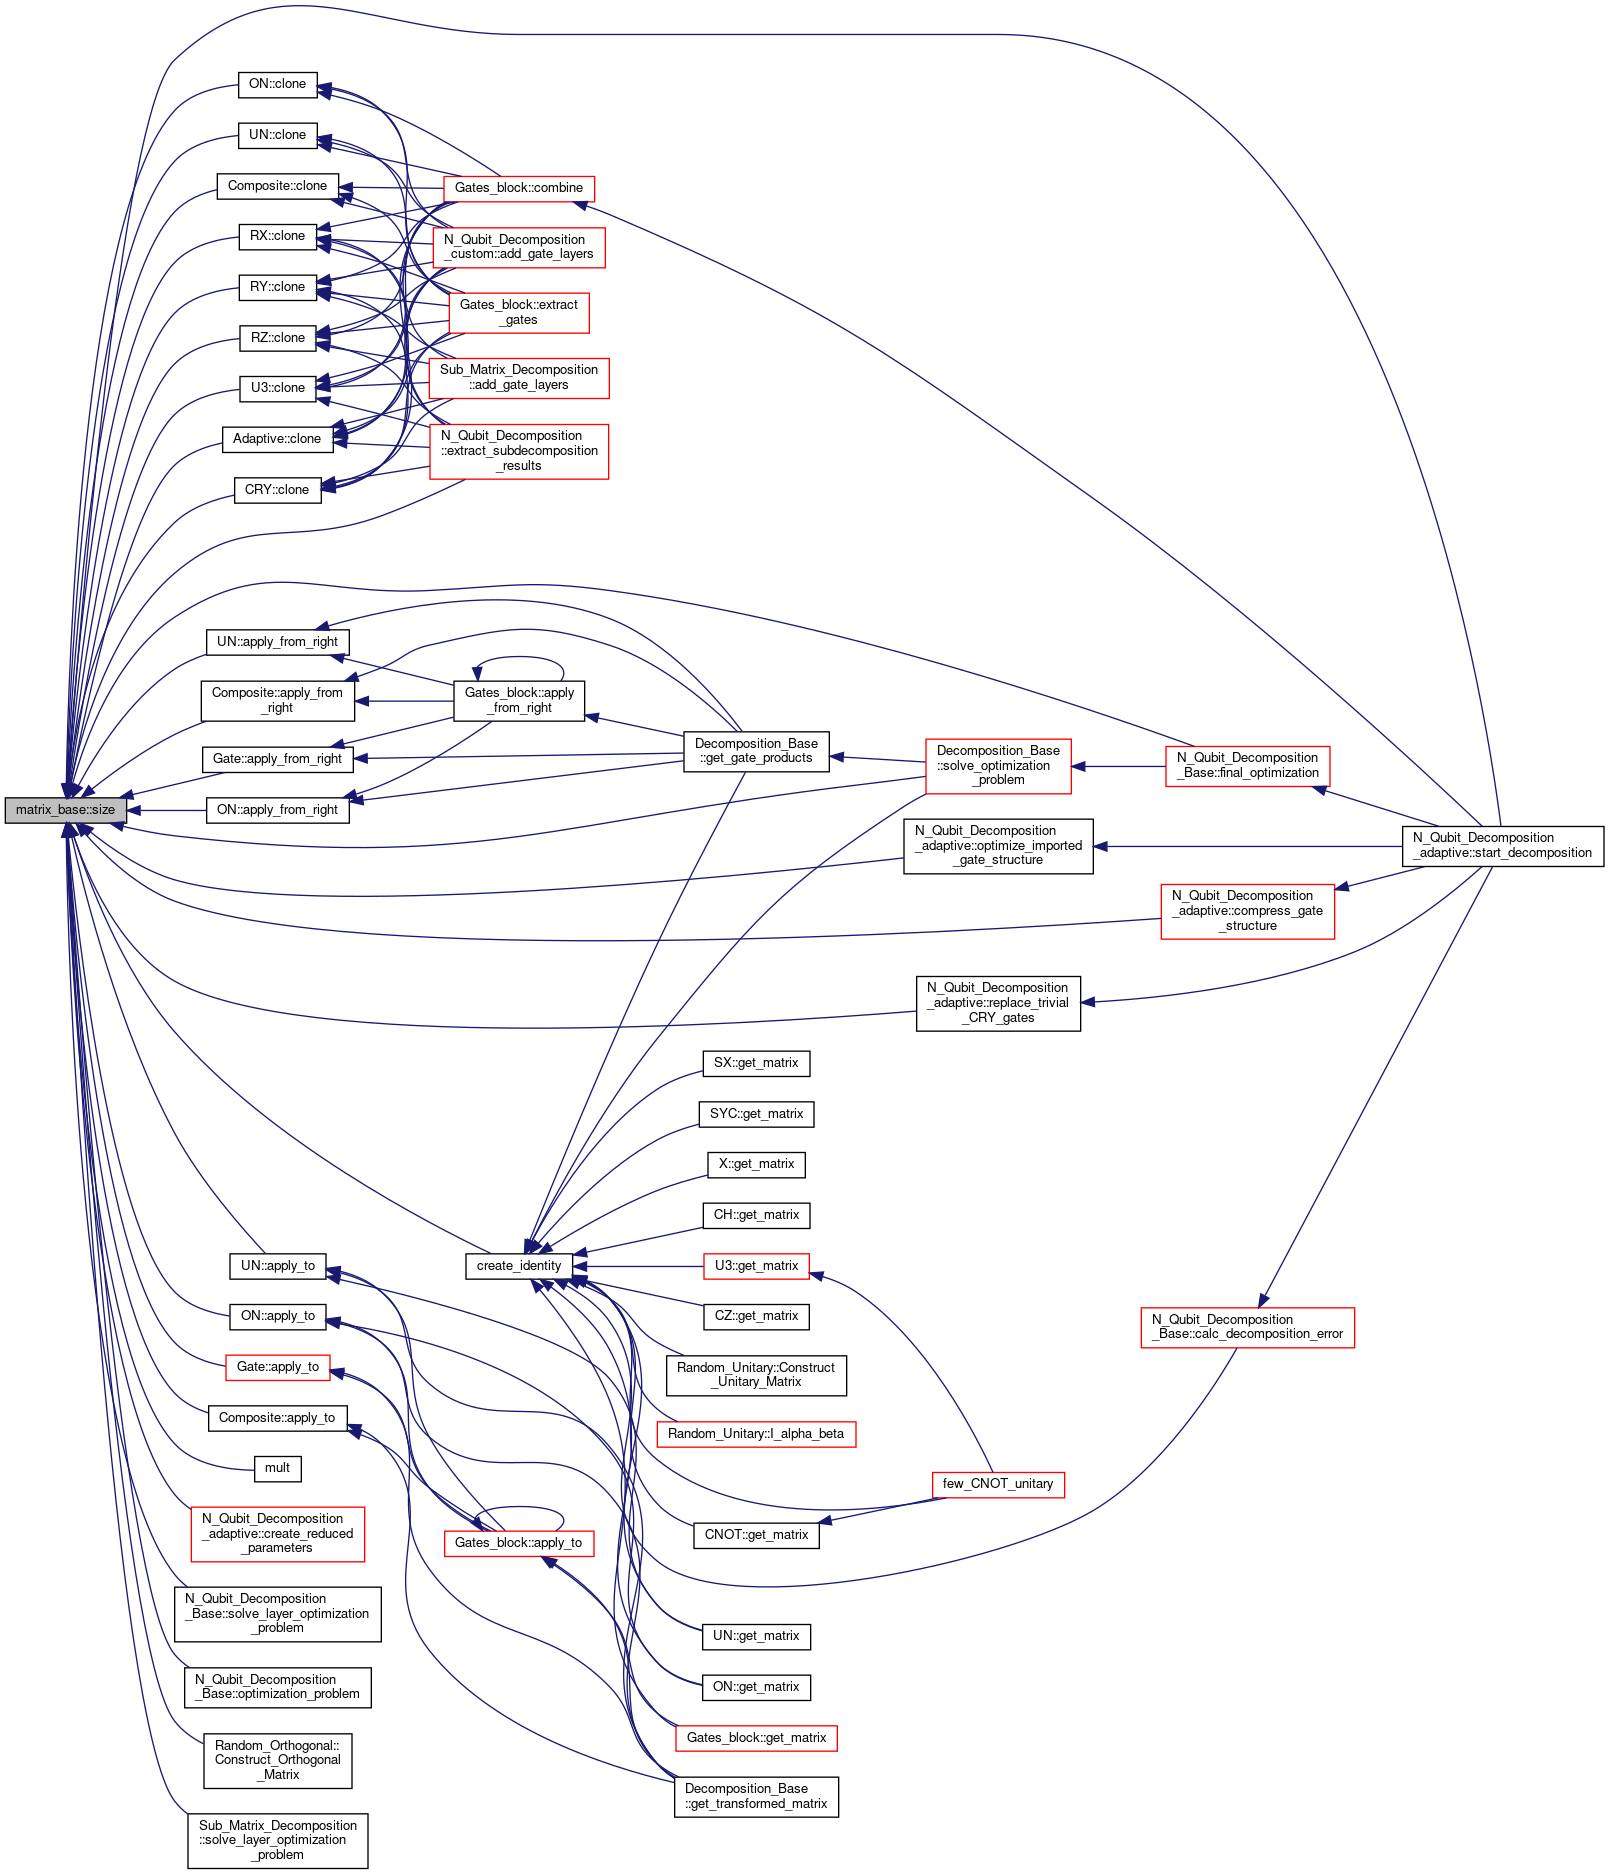 matrix_base::size
ON::clone
UN::clone
Composite::clone
RX::clone
RY::clone
RZ::clone
U3::clone
Adaptive::clone
CRY::clone
Gates_block::combine
N_Qubit_Decomposition
_custom::add_gate_layers
Gates_block::extract
_gates
Sub_Matrix_Decomposition
::add_gate_layers
N_Qubit_Decomposition
::extract_subdecomposition
_results
UN::apply_from_right
Composite::apply_from
_right
Gate::apply_from_right
ON::apply_from_right
Gates_block::apply
_from_right
Decomposition_Base
::get_gate_products
Decomposition_Base
::solve_optimization
_problem
N_Qubit_Decomposition
_Base::final_optimization
N_Qubit_Decomposition
_adaptive::optimize_imported
_gate_structure
N_Qubit_Decomposition
_adaptive::start_decomposition
N_Qubit_Decomposition
_adaptive::compress_gate
_structure
N_Qubit_Decomposition
_adaptive::replace_trivial
_CRY_gates
SX::get_matrix
SYC::get_matrix
X::get_matrix
CH::get_matrix
U3::get_matrix
CZ::get_matrix
Random_Unitary::Construct
_Unitary_Matrix
Random_Unitary::I_alpha_beta
few_CNOT_unitary
CNOT::get_matrix
N_Qubit_Decomposition
_Base::calc_decomposition_error
create_identity
UN::apply_to
ON::apply_to
Gate::apply_to
Composite::apply_to
mult
N_Qubit_Decomposition
_adaptive::create_reduced
_parameters
Gates_block::apply_to
N_Qubit_Decomposition
_Base::solve_layer_optimization
_problem
N_Qubit_Decomposition
_Base::optimization_problem
Random_Orthogonal::
Construct_Orthogonal
_Matrix
Sub_Matrix_Decomposition
::solve_layer_optimization
_problem
UN::get_matrix
ON::get_matrix
Gates_block::get_matrix
Decomposition_Base
::get_transformed_matrix